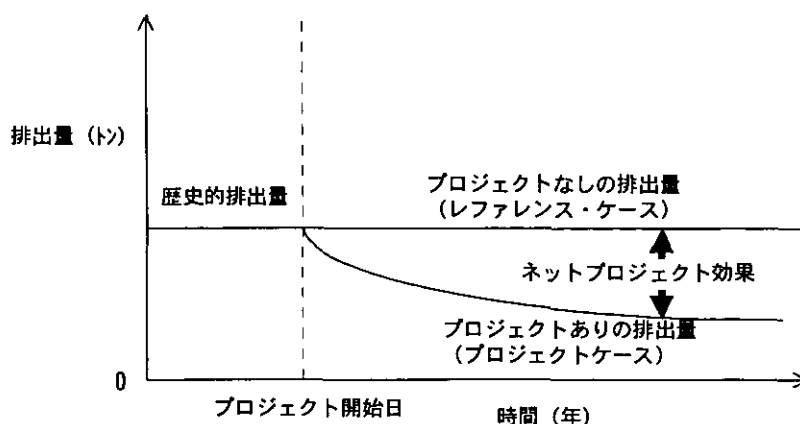 排出量（トン）
歴史的排出量
プロジェクトなしの排出量
（レファレンス・ケース）
ネットプロジェクト効果
プロジェクトありの排出量
（プロジェクトケース）
0
プロジェクト開始日
時間（年）